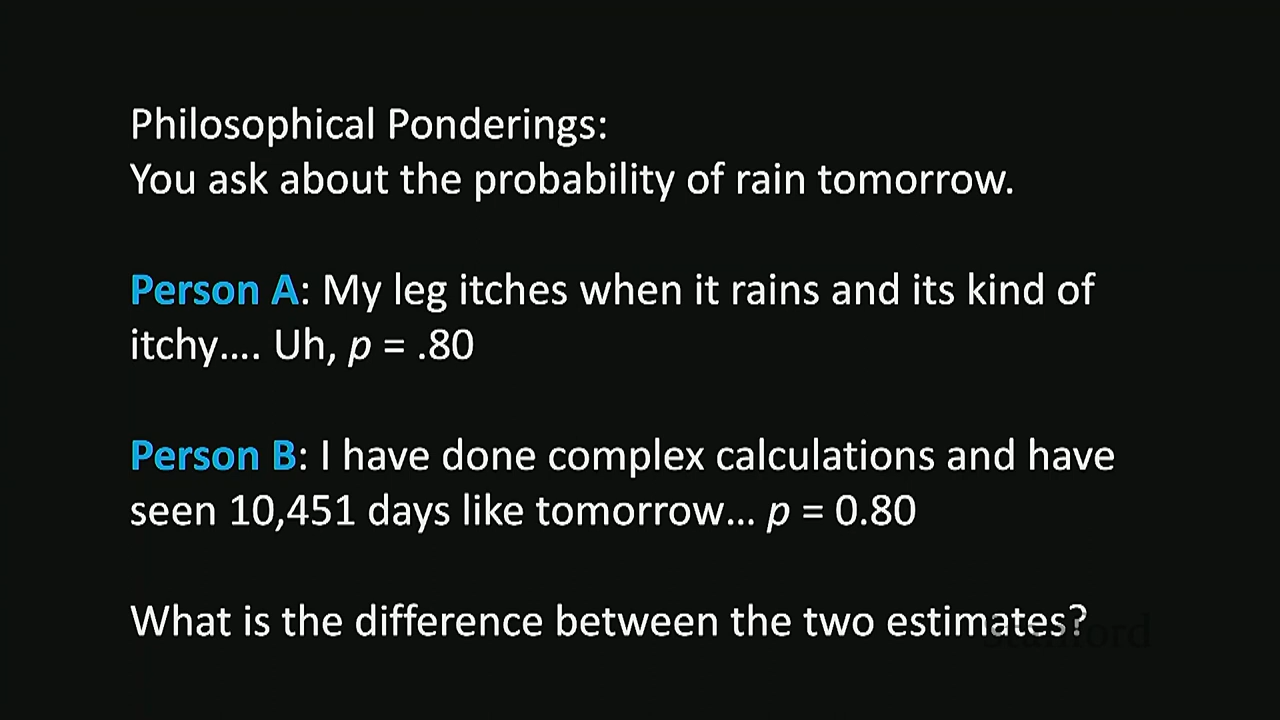 Philosophical Ponderings:
You ask about the probability of rain tomorrow.
Person A: My leg itches when it rains and its kind of
itchy.... Uh, p = .80
Person B: I have done complex calculations and have
seen 10,451 days like tomorrow... p = 0.80
What is the difference between the two estimates?
Stanford